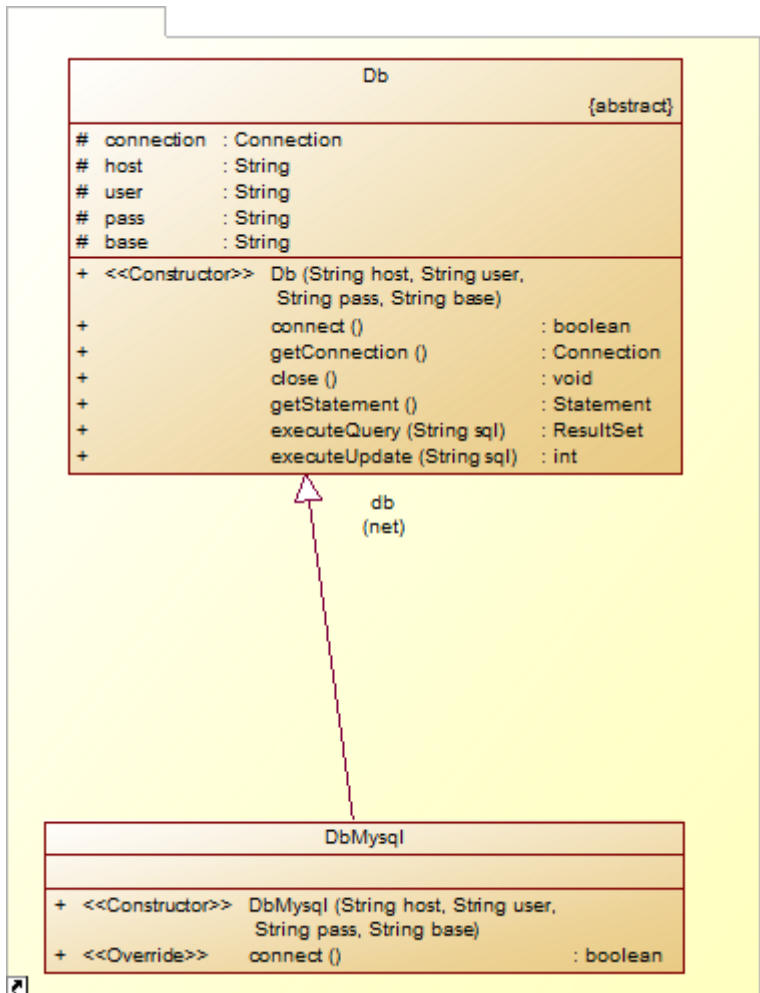 Db
{abstract}
# connection : Connection
# host : String
# user : String
# pass : String
# base : String
+ <<Constructor>> Db (String host, String user,
String pass, String base)
+ connect () : boolean
+ getConnection () : Connection
+ close () : void
+ getStatement () : Statement
+ executeQuery (String sql) : ResultSet
+ executeUpdate (String sql) : int
db
(net)
DbMysql
+ <<Constructor>> DbMysql (String host, String user,
String pass, String base)
+ <<Override>> connect () : boolean